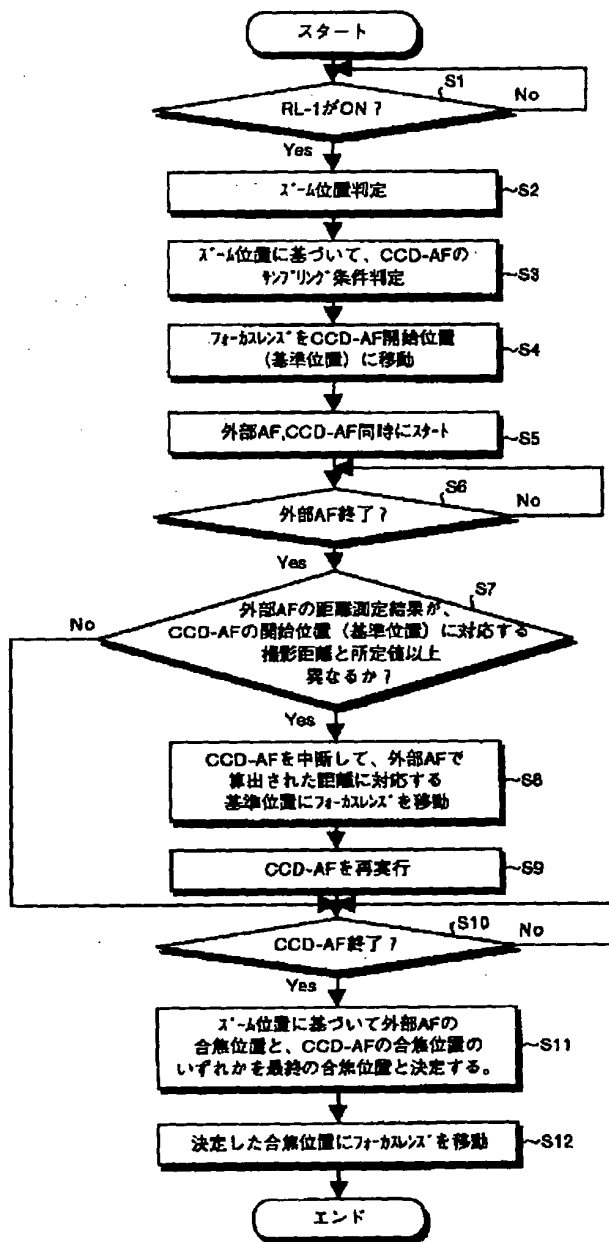 スタート
S1
RL-1がON？
No
Yes
ズーム位置判定
S2
ズーム位置に基づいて、CCD-AFの
サンプリング条件判定
S3
フォーカスレンズをCCD-AF開始位置
（基準位置）に移動
S4
外部AF,CCD-AF同時にスタート
S5
S6
外部AF終了？
No
Yes
S7
No
外部AFの距離測定結果が、
CCD-AFの開始位置（基準位置）に対応する
撮影距離と所定値以上
異なるか？
Yes
CCD-AFを中断して、外部AFで
算出された距離に対応する
基準位置にフォーカスレンズを移動
S8
CCD-AFを再実行
S9
S10
CCD-AF終了？
No
Yes
ズーム位置に基づいて外部AFの
合焦位置と、CCD-AFの合焦位置の
いずれかを最終の合焦位置と決定する。
S11
決定した合焦位置にフォーカスレンズを移動
S12
エンド